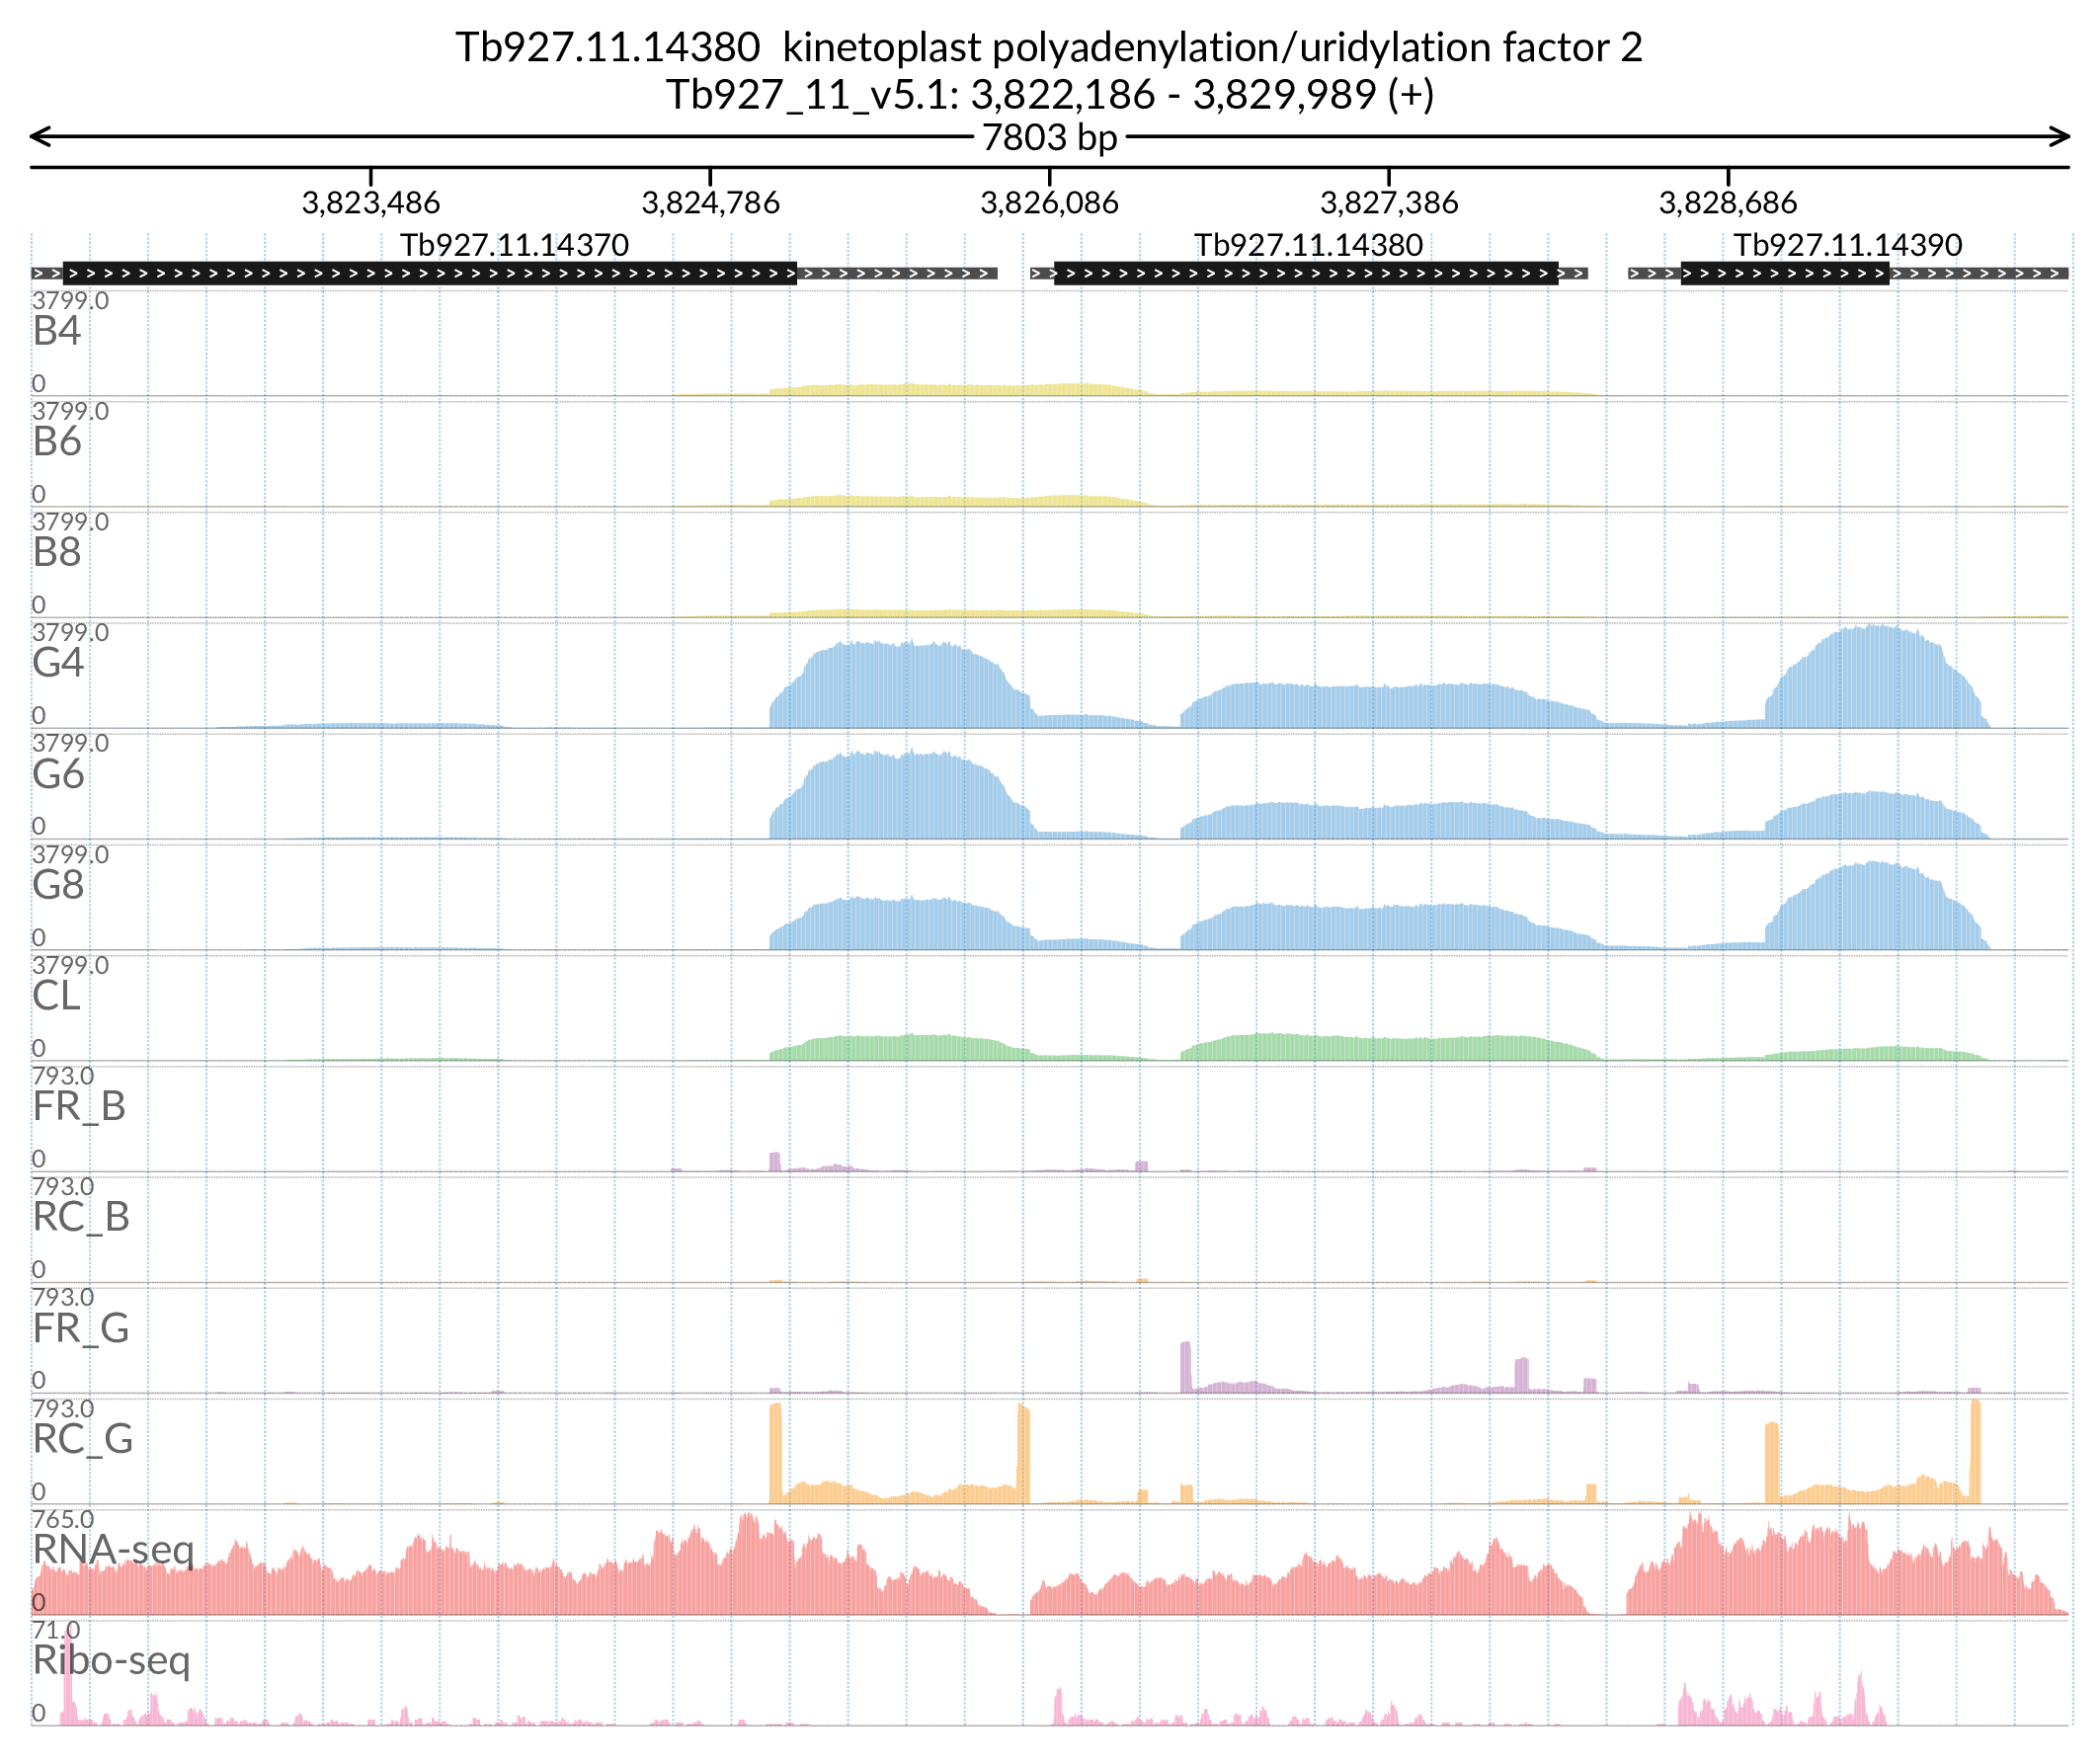 Tb927.11.14380  kinetoplast polyadenylation/uridylation factor 2
Tb927_11_v5.1: 3,822,186 - 3,829,989 (+)
7803 bp
3,823,486 3,824,786 3,826,086 3,827,386 3,828,686
Tb927.11.14370 Tb927.11.14380 Tb927.11.14390
3799.0
B4
0
3799.0
B6
0
3799.0
B8
0
3799.0
G4
0
3799.0
G6
0
3799.0
G8
0
3799.0
CL
0
793.0
FR_B
0
793.0
RC_B
0
793.0
FR_G
0
793.0
RC_G
0
765.0
RNA-seq
0
71.0
Ribo-seq
0